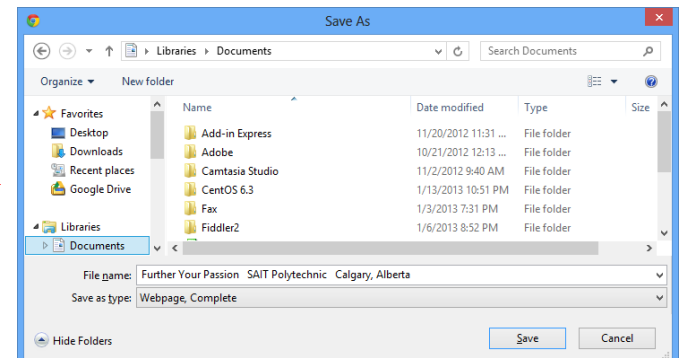 Save As
Libraries Documents Search Documents
Organize New folder
Name Date modified Type Size
Favorites
Desktop
Downloads
Recent places
Google Drive
Libraries
Documents
Add-in Express 11/20/2012 11:31 ... File folder
Adobe 10/21/2012 12:13 ... File folder
Camtasia Studio 11/2/2012 9:40 AM File folder
CentOS 6.3 1/13/2013 10:51 PM File folder
Fax 1/3/2013 7:31 PM File folder
Fiddler2 1/6/2013 8:52 PM File folder
File name: Further Your Passion SAIT Polytechnic Calgary, Alberta
Save as type: Webpage, Complete
Hide Folders Save Cancel